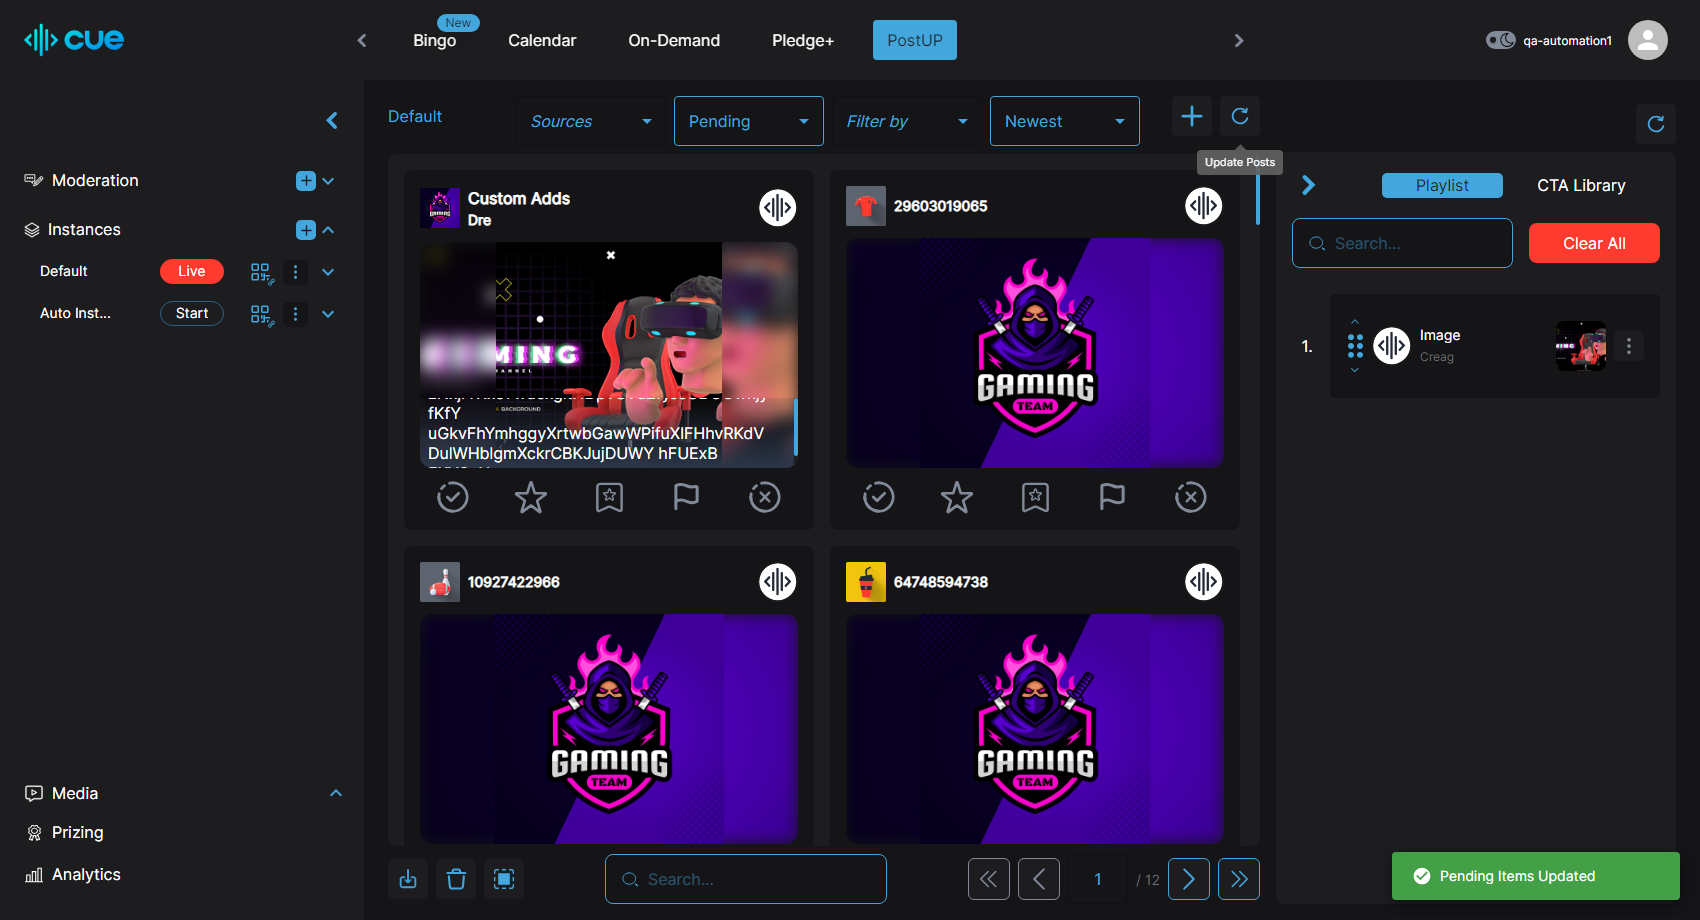 cue
New
Bingo
Calendar
On-Demand
Pledge+
PostUP
qa-automation1
Moderation
Instances
Default
Live
Auto Inst...
Start
Media
Prizing
Analytics
Default
Sources
Pending
Filter by
Newest
Update Posts
Custom Adds
Dre
MING
BACKGROUND
fKfY
uGkvFhYmhggyXrtwbGawWPifuXlFHhvRKdV
DulWHblgmXckrCBKJujDUWY hFUExB
29603019065
GAMING
TEAM
10927422966
GAMING
TEAM
64748594738
GAMING
TEAM
Search...
1
/ 12
Playlist
CTA Library
Search...
Clear All
1.
Image
Creag
Pending Items Updated